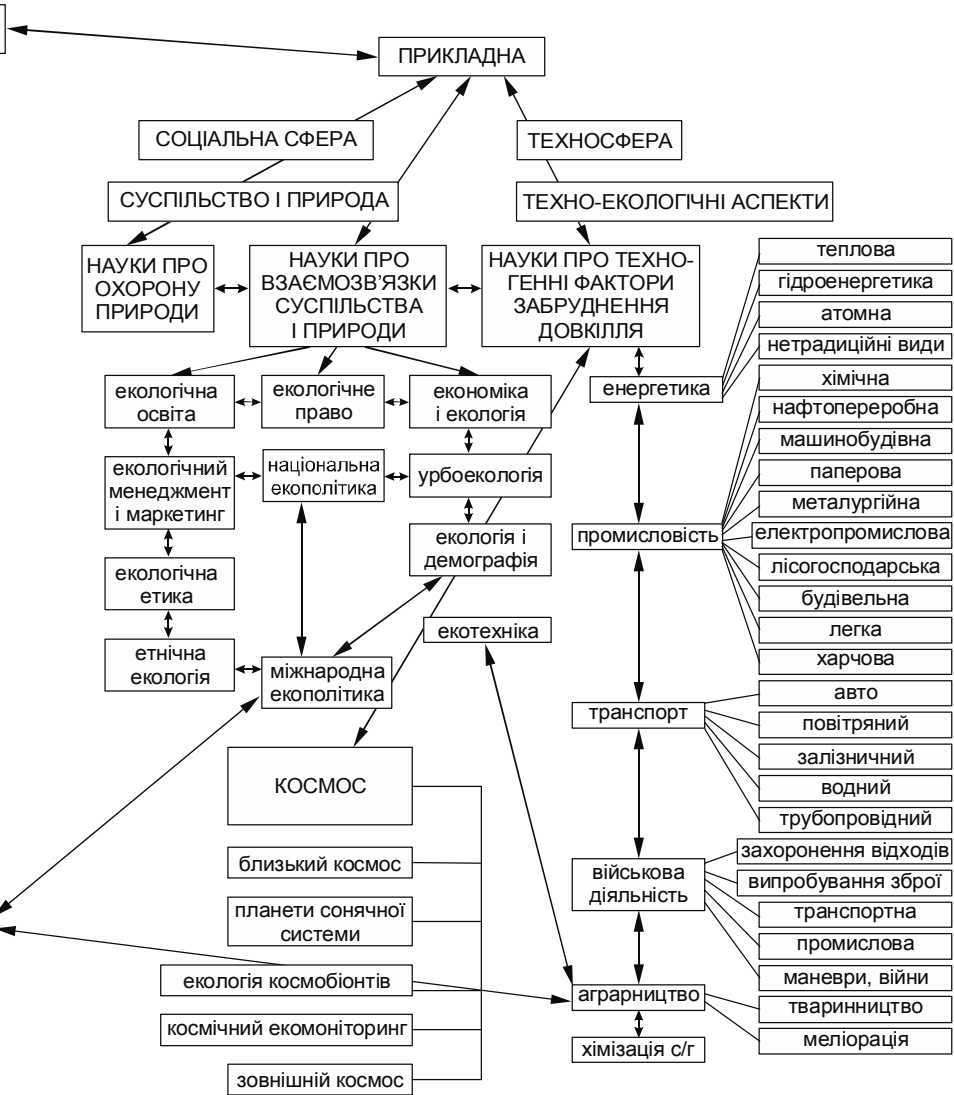 ПРИКЛАДНА
СОЦІАЛЬНА СФЕРА
ТЕХНОСФЕРА
СУСПІЛЬСТВО І ПРИРОДА
ТЕХНО-ЕКОЛОГІЧНІ АСПЕКТИ
НАУКИ ПРО
ОХОРОНУ
ПРИРОДИ
НАУКИ ПРО
ВЗАЄМОЗВ’ЯЗКИ
СУСПІЛЬСТВА
І ПРИРОДИ
НАУКИ ПРО ТЕХНО-
ГЕННІ ФАКТОРИ
ЗАБРУДНЕННЯ
ДОВКІЛЛЯ
екологічна
освіта
екологічне
право
економіка
і екологія
екологічний
менеджмент
і маркетинг
національна
екополітика
урбоекологія
екологія і
демографія
екологічна
етика
етнічна
екологія
міжнародна
екополітика
екотехніка
КОСМОС
близький космос
планети сонячної
системи
екологія космобіонтів
космічний екомоніторинг
зовнішній космос
енергетика
теплова
гідроенергетика
атомна
нетрадиційні види
промисловість
хімічна
нафтопереробна
машинобудівна
паперова
металургійна
електропромислова
лісогосподарська
будівельна
легка
харчова
транспорт
авто
повітряний
залізничний
водний
трубопровідний
військова
діяльність
захоронення відходів
випробування зброї
транспортна
промислова
маневри, війни
аграрництво
тваринництво
меліорація
хімізація с/г